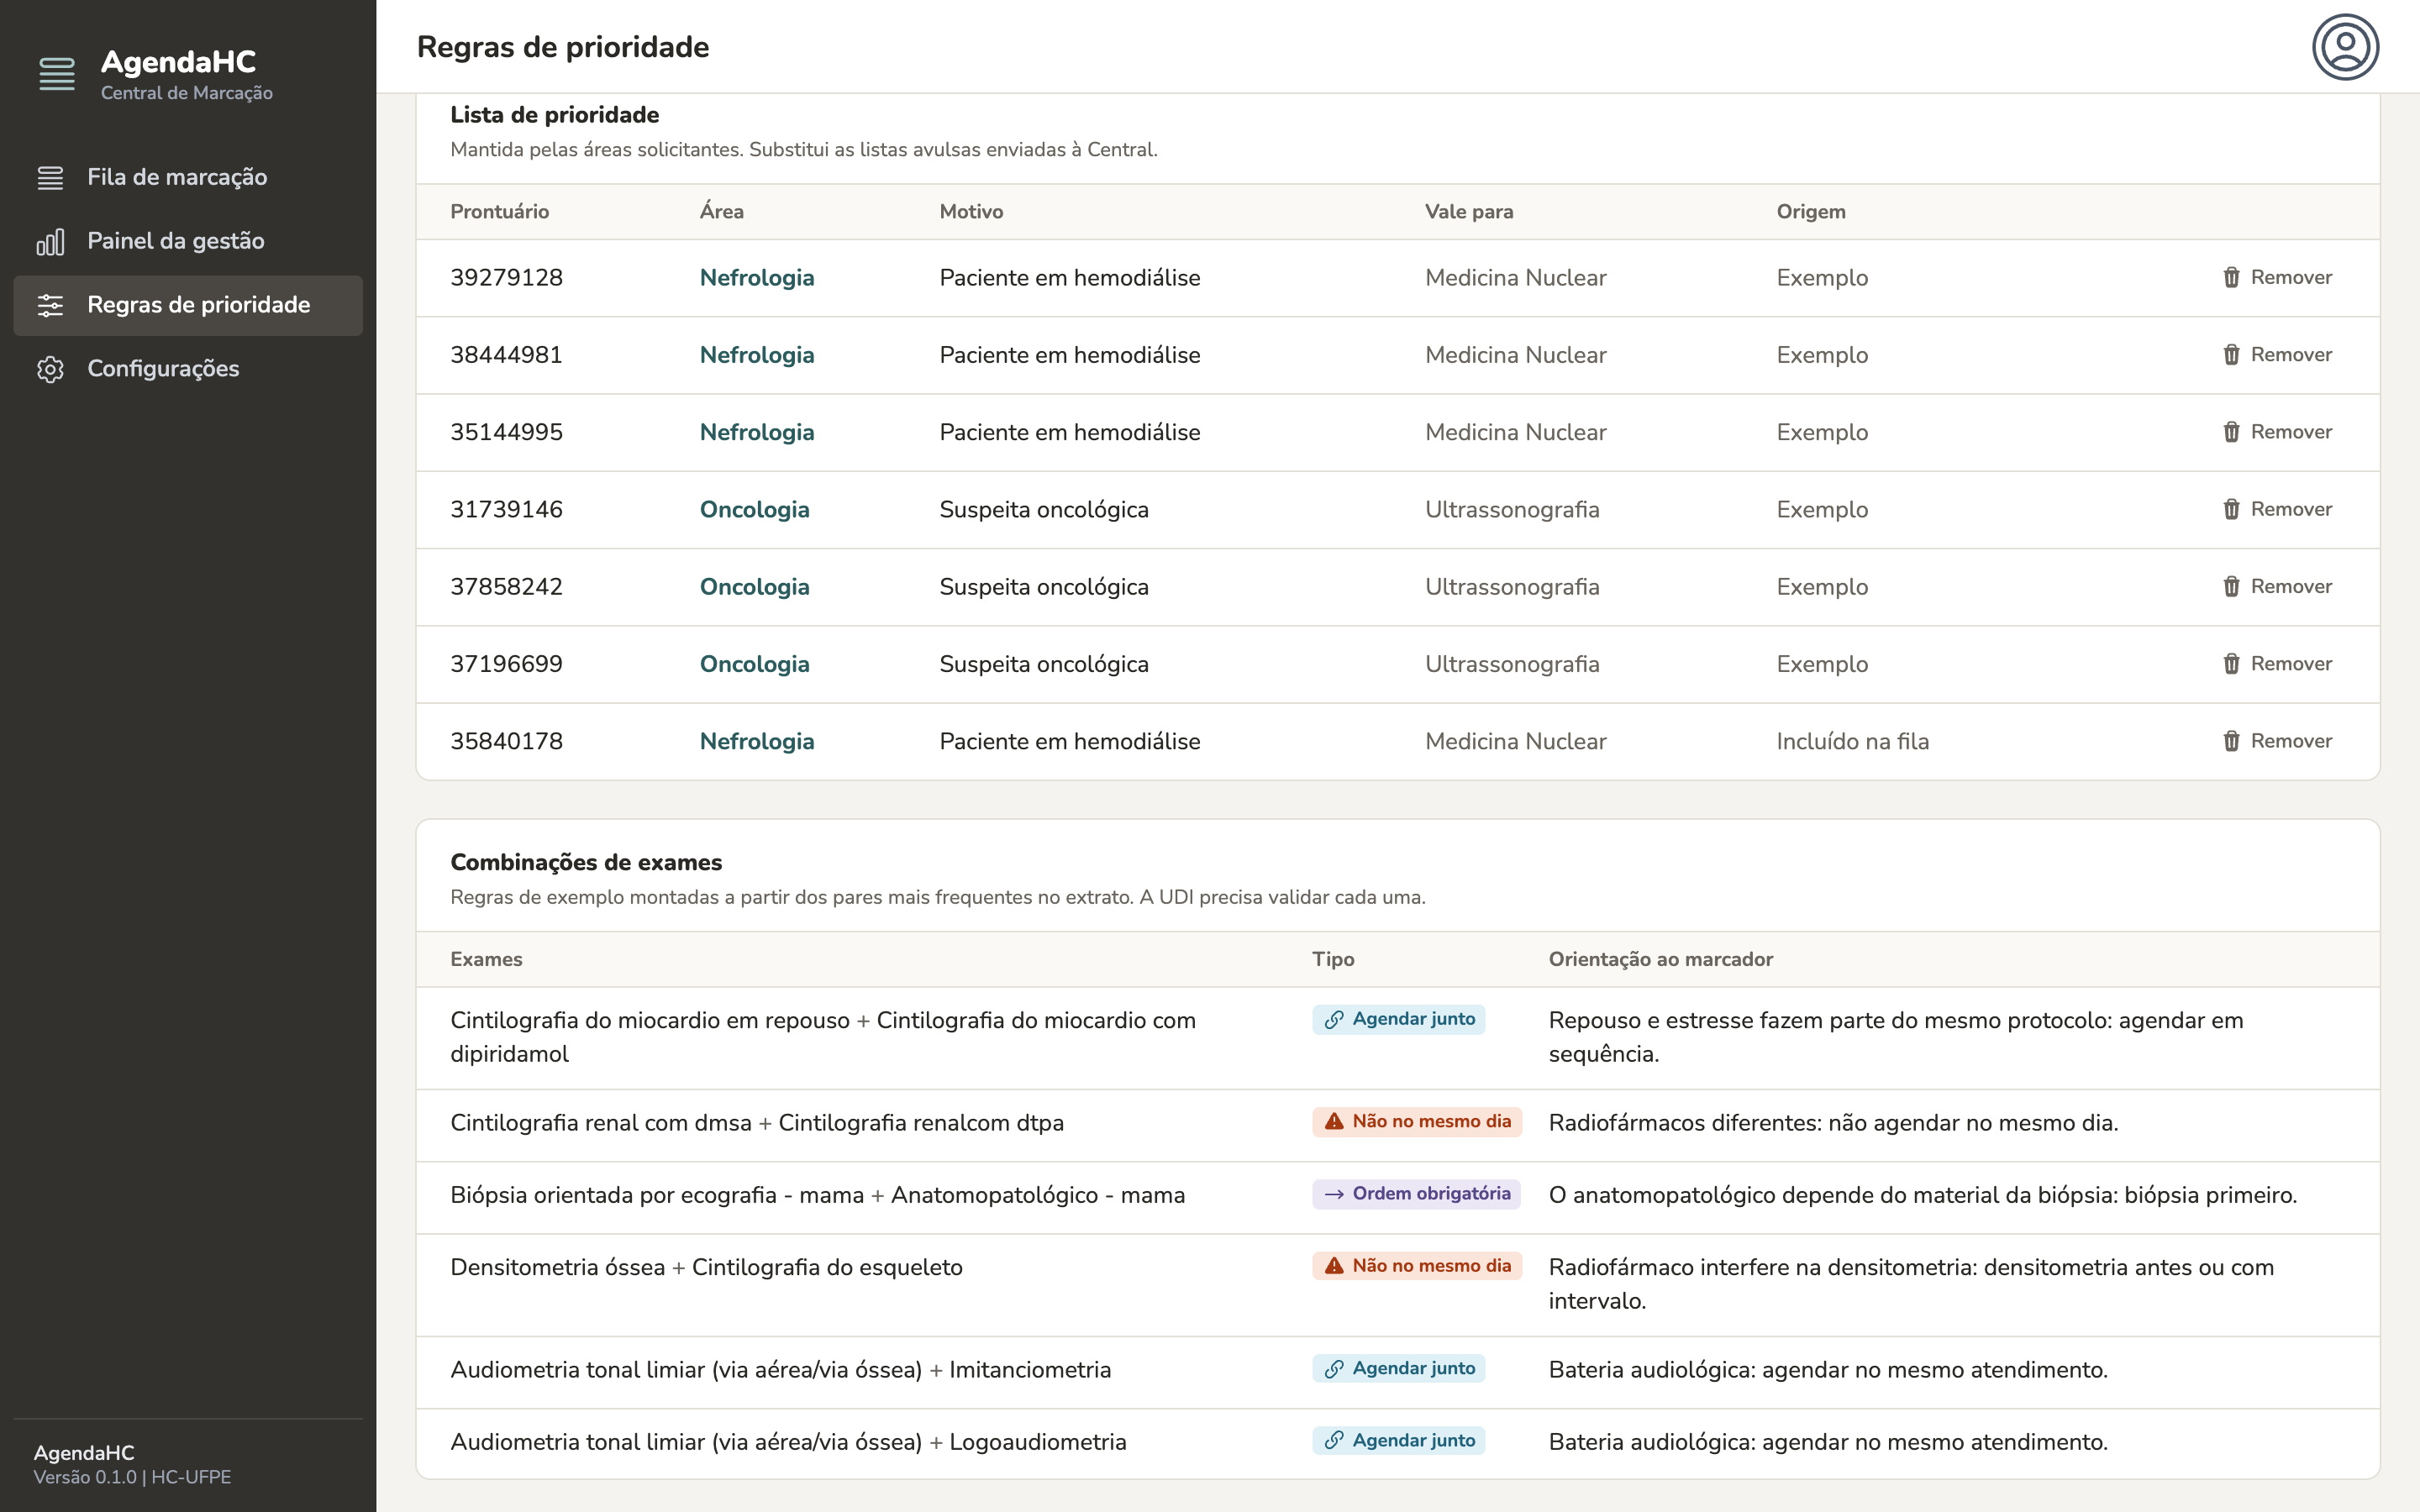 AgendaHC
Central de Marcação
Fila de marcação
Painel da gestão
Regras de prioridade
Configurações
AgendaHC
Versão 0.1.0 | HC-UFPE
Regras de prioridade
Lista de prioridade
Mantida pelas áreas solicitantes. Substitui as listas avulsas enviadas à Central.
Prontuário Área Motivo Vale para Origem
39279128 Nefrologia Paciente em hemodiálise Medicina Nuclear Exemplo Remover
38444981 Nefrologia Paciente em hemodiálise Medicina Nuclear Exemplo Remover
35144995 Nefrologia Paciente em hemodiálise Medicina Nuclear Exemplo Remover
31739146 Oncologia Suspeita oncológica Ultrassonografia Exemplo Remover
37858242 Oncologia Suspeita oncológica Ultrassonografia Exemplo Remover
37196699 Oncologia Suspeita oncológica Ultrassonografia Exemplo Remover
35840178 Nefrologia Paciente em hemodiálise Medicina Nuclear Incluído na fila Remover
Combinações de exames
Regras de exemplo montadas a partir dos pares mais frequentes no extrato. A UDI precisa validar cada uma.
Exames Tipo Orientação ao marcador
Cintilografia do miocardio em repouso + Cintilografia do miocardio com
dipiridamol
Agendar junto
Repouso e estresse fazem parte do mesmo protocolo: agendar em
sequência.
Cintilografia renal com dmsa + Cintilografia renalcom dtpa Não no mesmo dia Radiofármacos diferentes: não agendar no mesmo dia.
Biópsia orientada por ecografia - mama + Anatomopatológico - mama → Ordem obrigatória O anatomopatológico depende do material da biópsia: biópsia primeiro.
Densitometria óssea + Cintilografia do esqueleto Não no mesmo dia Radiofármaco interfere na densitometria: densitometria antes ou com
intervalo.
Audiometria tonal limiar (via aérea/via óssea) + Imitanciometria Agendar junto Bateria audiológica: agendar no mesmo atendimento.
Audiometria tonal limiar (via aérea/via óssea) + Logoaudiometria Agendar junto Bateria audiológica: agendar no mesmo atendimento.